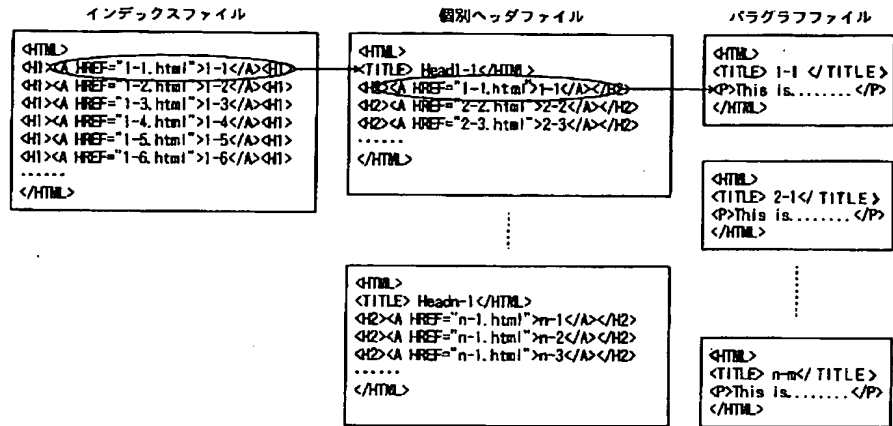 インデックスファイル
<HTML>
<H1><A HREF="1-1.html">1-1</A><H1>
<H1><A HREF="1-2.html">1-2</A><H1>
<H1><A HREF="1-3.html">1-3</A><H1>
<H1><A HREF="1-4.html">1-4</A><H1>
<H1><A HREF="1-5.html">1-5</A><H1>
<H1><A HREF="1-6.html">1-6</A><H1>
......
</HTML>
個別ヘッダファイル
<HTML>
<TITLE> Head1-1</HTML>
<H2><A HREF="1-1.html">1-1</A></H2>
<H2><A HREF="2-2.html">2-2</A></H2>
<H2><A HREF="2-3.html">2-3</A></H2>
......
</HTML>
<HTML>
<TITLE> Headn-1</HTML>
<H2><A HREF="n-1.html">n-1</A></H2>
<H2><A HREF="n-1.html">n-2</A></H2>
<H2><A HREF="n-1.html">n-3</A></H2>
......
</HTML>
パラグラフファイル
<HTML>
<TITLE> 1-1 </TITLE>
<P>This is........</P>
</HTML>
<HTML>
<TITLE> 2-1</TITLE>
<P>This is........</P>
</HTML>
<HTML>
<TITLE> n-m</TITLE>
<P>This is........</P>
</HTML>